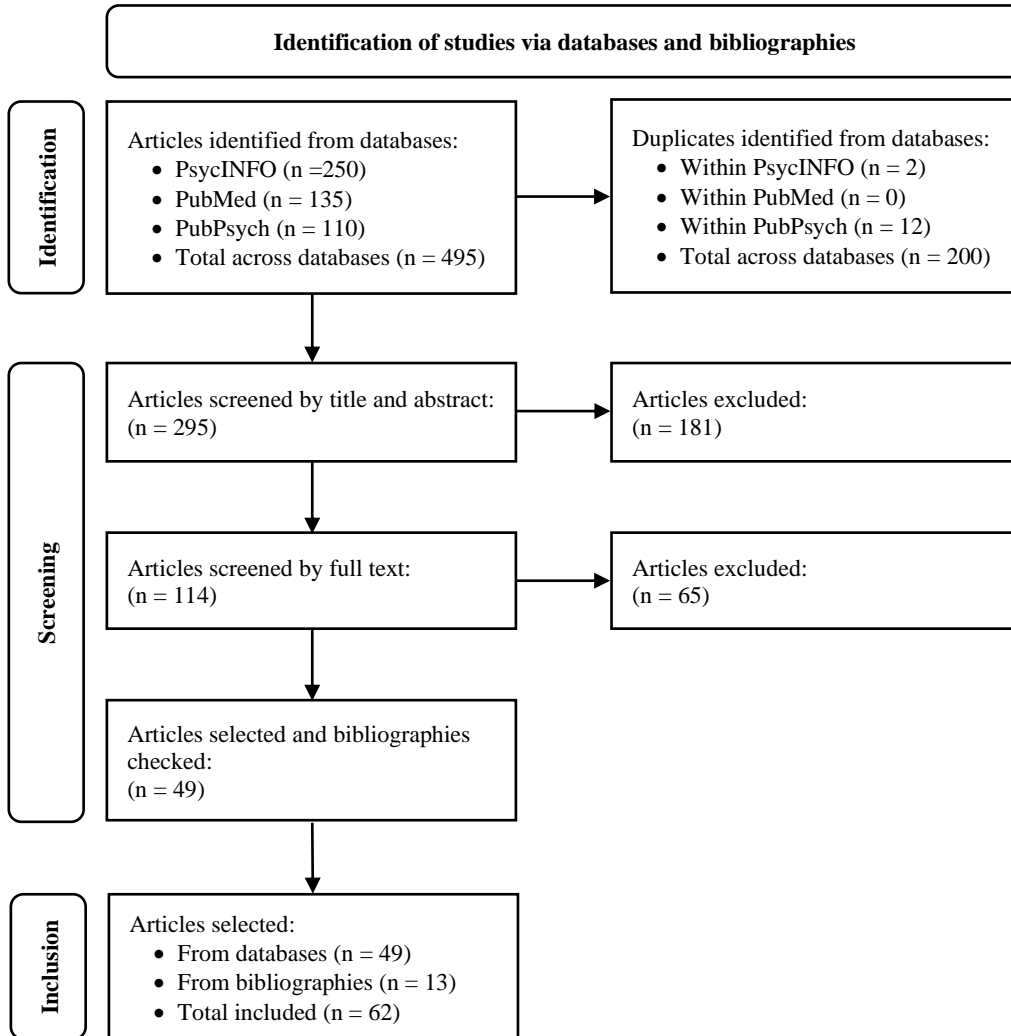 Identification of studies via databases and bibliographies
Identification
Articles identified from databases:
• PsycINFO (n =250)
• PubMed (n = 135)
• PubPsych (n = 110)
• Total across databases (n = 495)
Duplicates identified from databases:
• Within PsycINFO (n = 2)
• Within PubMed (n = 0)
• Within PubPsych (n = 12)
• Total across databases (n = 200)
Screening
Articles screened by title and abstract:
(n = 295)
Articles excluded:
(n = 181)
Articles screened by full text:
(n = 114)
Articles excluded:
(n = 65)
Articles selected and bibliographies
checked:
(n = 49)
Inclusion
Articles selected:
• From databases (n = 49)
• From bibliographies (n = 13)
• Total included (n = 62)